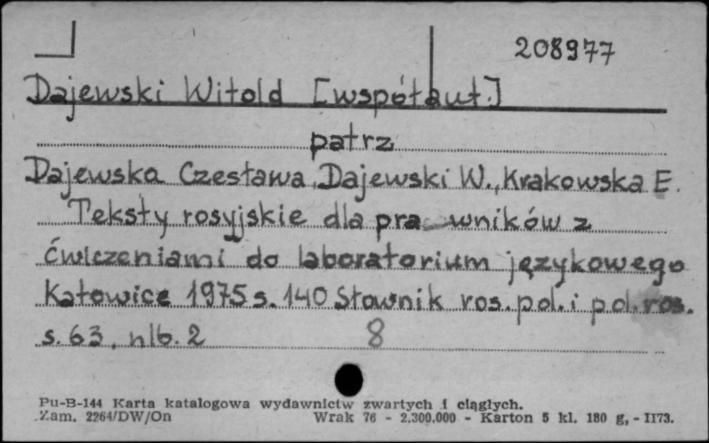 208977
Dajewski Witold [współaut.]
patrz
Dajewska Czesława, Dajewski W., Krakowska E.
Teksty rosyjskie dla prawników z
ćwiczeniami do laboratorium językowego
Katowice 1975 s. 140 Słownik ros. pol. i pol. ros.
s. 63, nlb. 2 8
Pu-B-144 Karta katalogowa wydawnictw zwartych i ciągłych.
Zam. 2264/DW/On Wrak 76 - 2,300.000 - Karton 5 kl. 180 g, - II73.